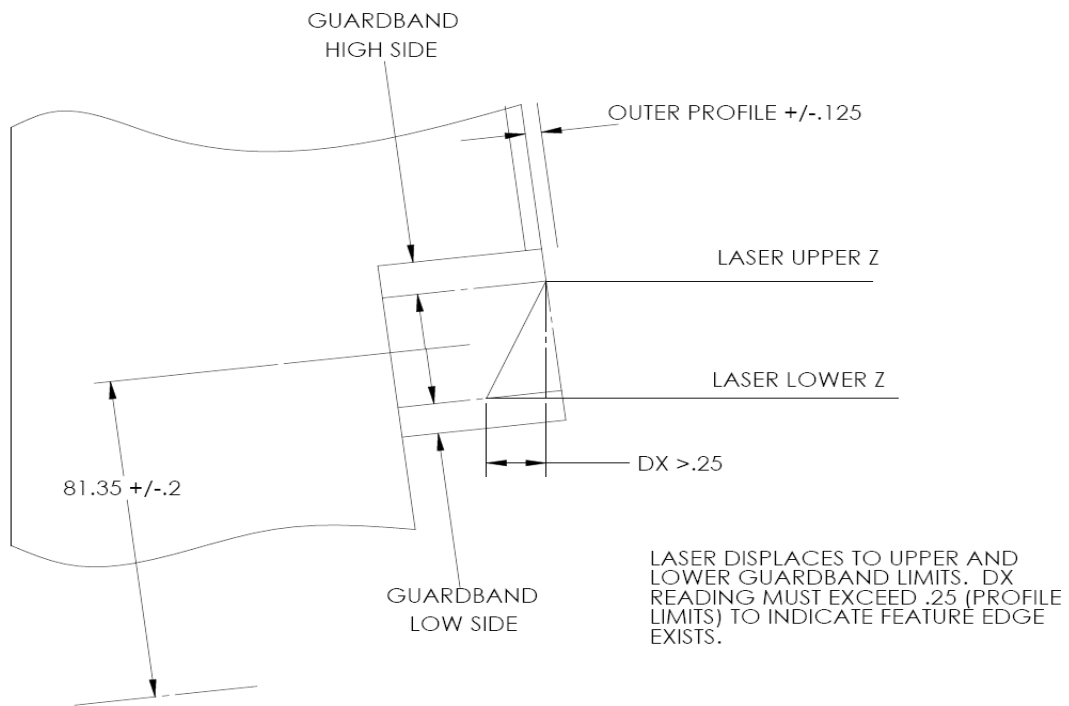 GUARDBAND
HIGH SIDE
OUTER PROFILE +/-.125
LASER UPPER Z
LASER LOWER Z
DX >.25
81.35 +/-.2
GUARDBAND
LOW SIDE
LASER DISPLACES TO UPPER AND
LOWER GUARDBAND LIMITS.  DX
READING MUST EXCEED .25 (PROFILE
LIMITS) TO INDICATE FEATURE EDGE
EXISTS.